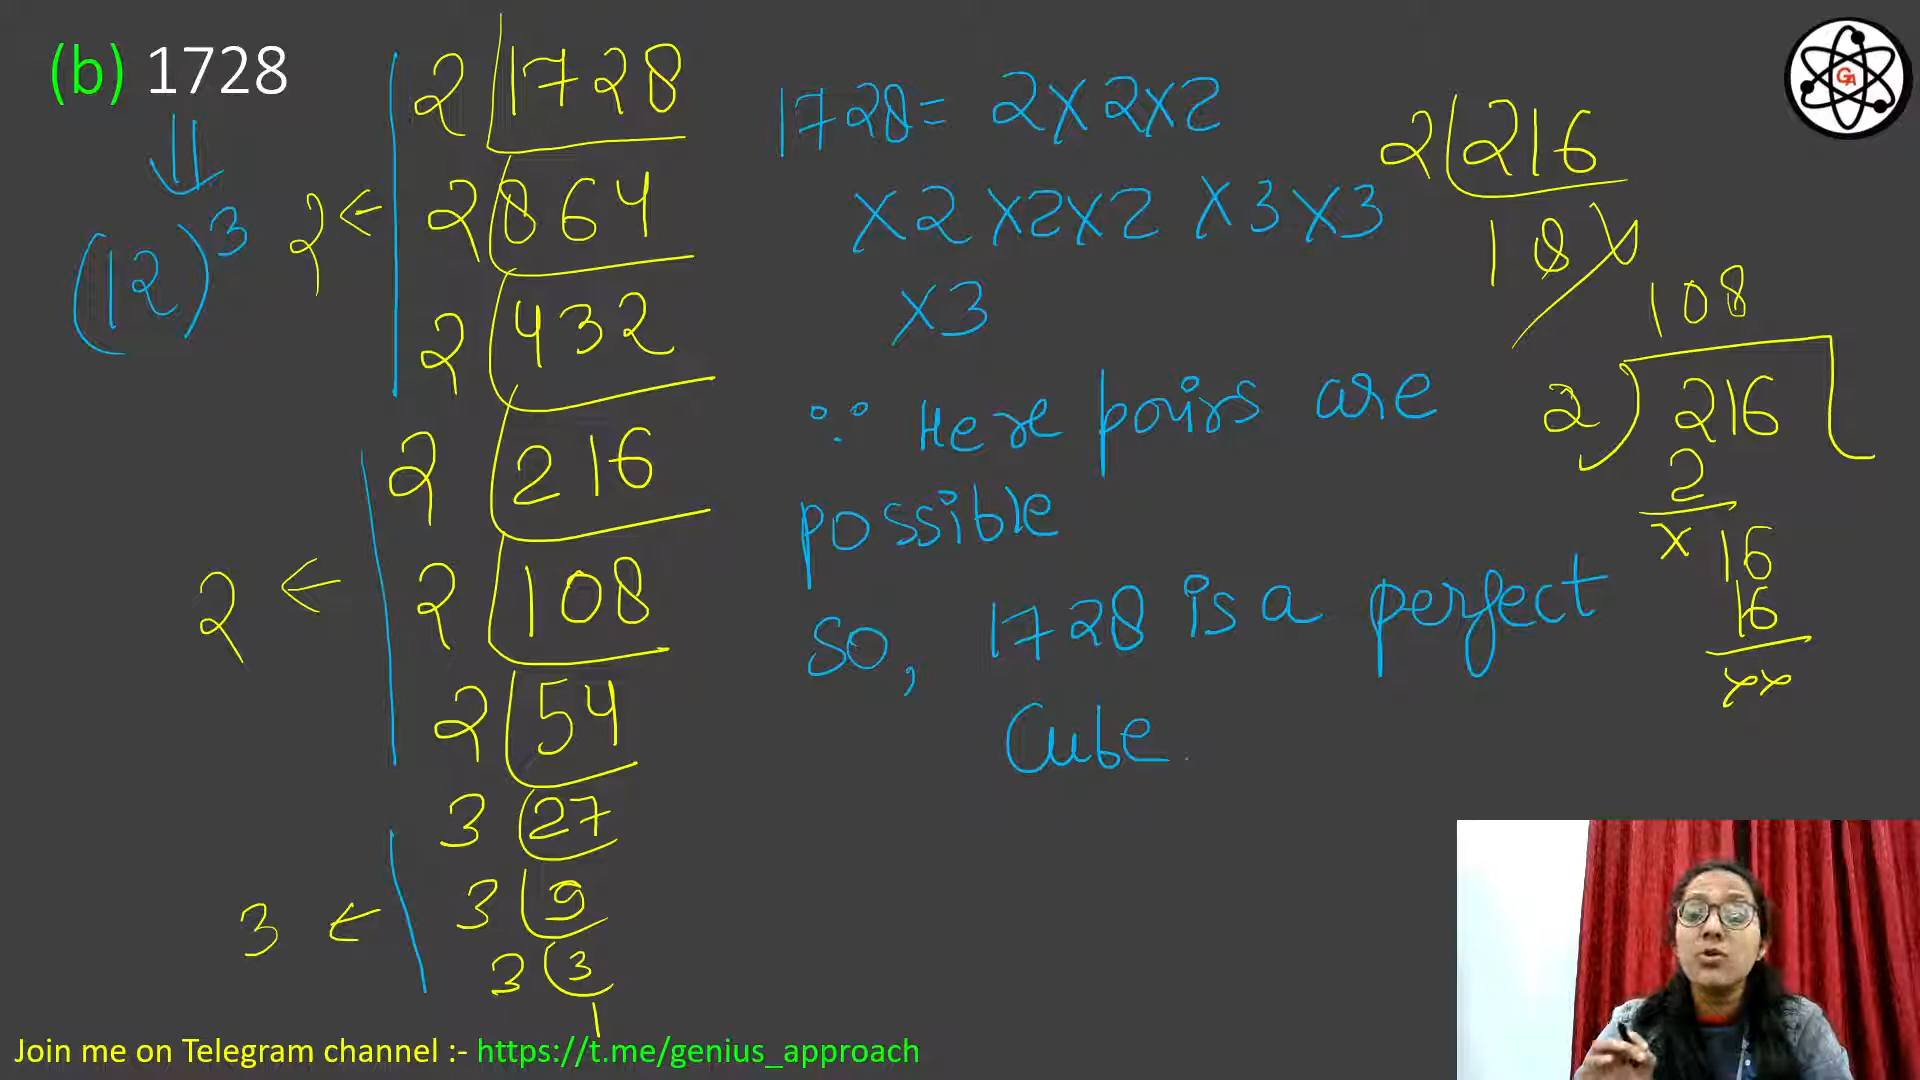 (b) 1728
(12)³
2 1728
2 864
2 432
2 216
2 108
2 54
3 27
3 9
3 3
1
2 ←
2 ←
3 ←
1728 = 2×2×2
×2×2×2×3×3
×3
∵ Here pairs are
possible
so, 1728 is a perfect
Cube.
2 216
18
108
2 ) 216
2
× 16
16
××
GA
Join me on Telegram channel :- https://t.me/genius_approach